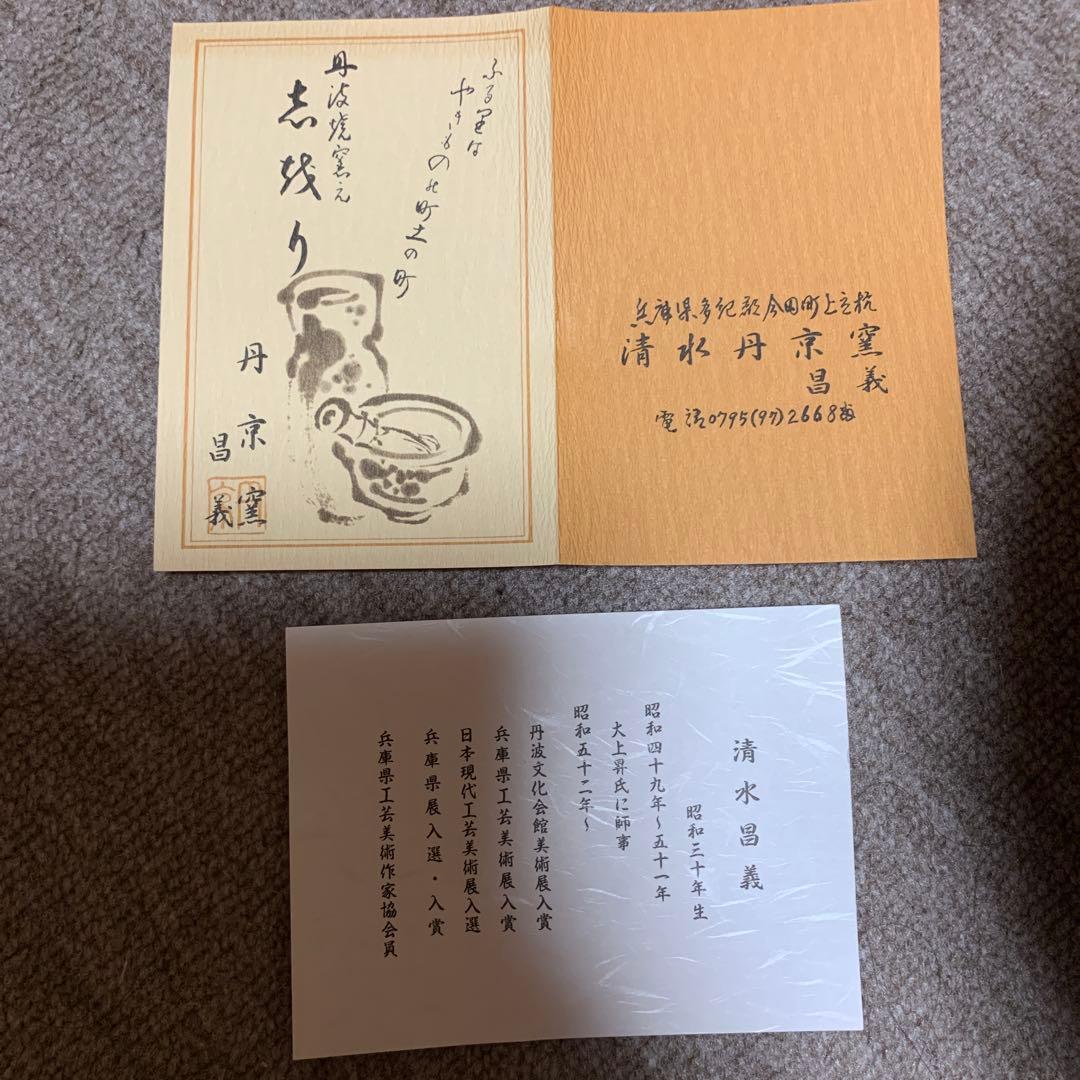 ふる里は
やきもの の町土の町
丹波焼窯元
志おり
丹京窯
昌義
兵庫県多紀郡今田町上立杭
清水丹京窯
昌義
電話0795(97)2668番
清水昌義
昭和三十年生
昭和四十九年〜五十一年
大上昇氏に師事
昭和五十二年〜
丹波文化会館美術展入賞
兵庫県工芸美術展入賞
日本現代工芸美術展入選
兵庫県展入選・入賞
兵庫県工芸美術作家協会員